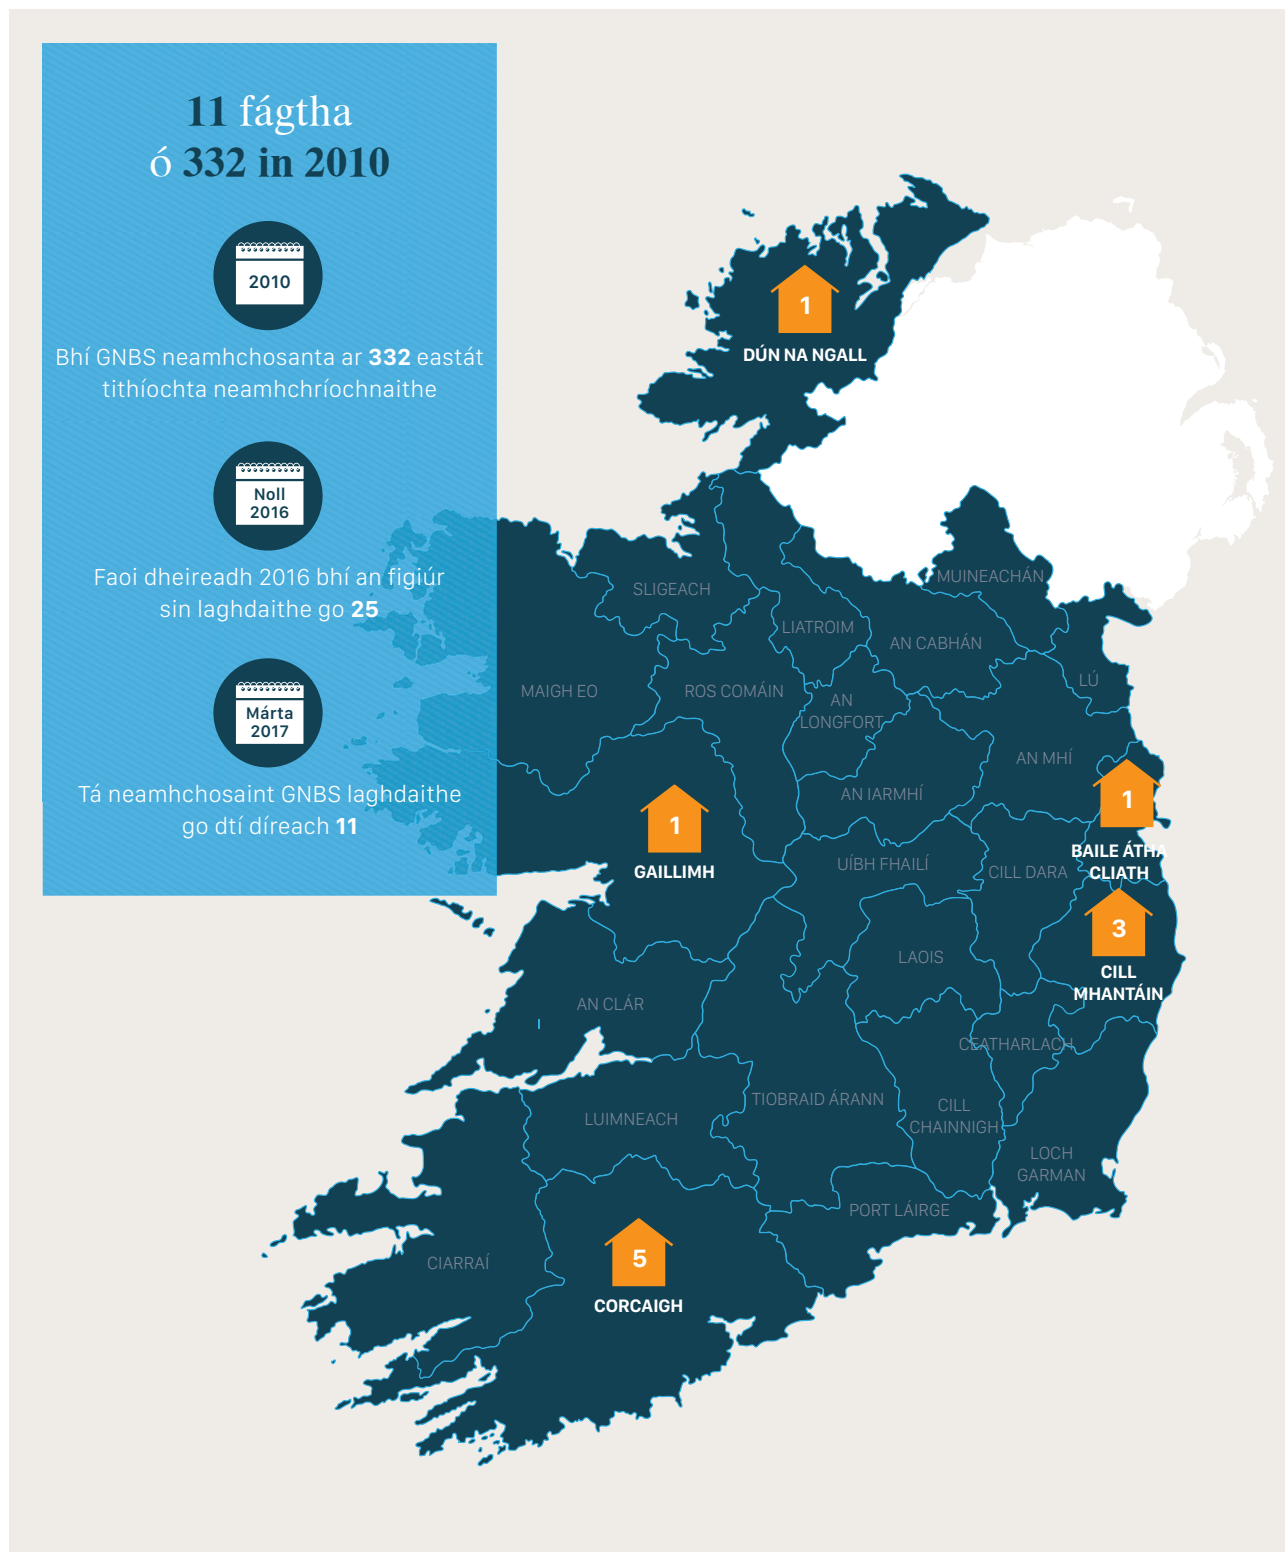 11 fágtha
ó 332 in 2010
2010
Bhí GNBS neamhchosanta ar 332 eastát
tithíochta neamhchríochnaithe
Noll
2016
Faoi dheireadh 2016 bhí an figiúr
sin laghdaithe go 25
Márta
2017
Tá neamhchosaint GNBS laghdaithe
go dtí díreach 11
1
DÚN NA NGALL
MUINEACHÁN
SLIGEACH
LIATROIM
AN CABHÁN
LÚ
MAIGH EO
ROS COMÁIN
AN
LONGFORT
AN MHÍ
AN IARMHÍ
1
BAILE ÁTHA
CLIATH
1
GAILLIMH
UÍBH FHAILÍ
CILL DARA
3
CILL
MHANTÁIN
LAOIS
AN CLÁR
CEATHARLACH
TIOBRAID ÁRANN
CILL
CHAINNIGH
LUIMNEACH
LOCH
GARMAN
PORT LÁIRGE
CIARRAÍ
5
CORCAIGH